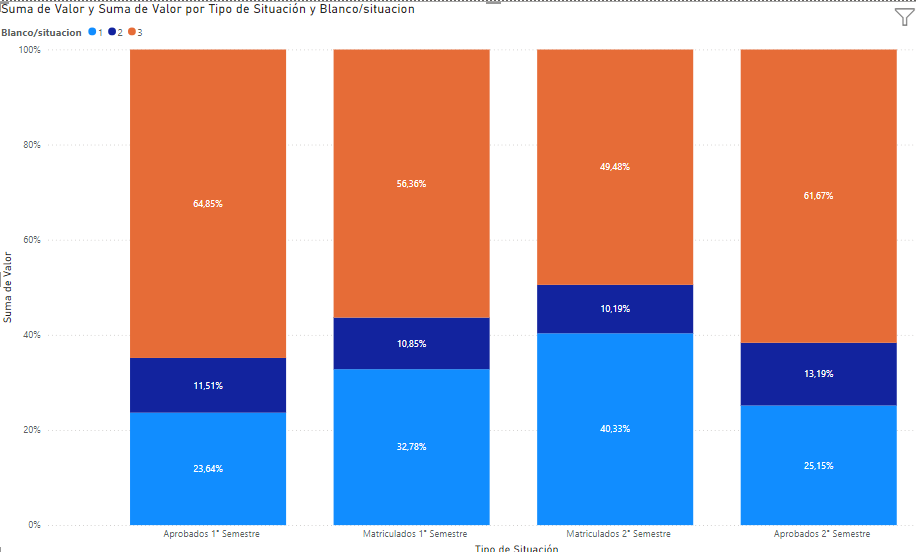 Suma de Valor y Suma de Valor por Tipo de Situación y Blanco/situacion
Blanco/situacion 1 2 3
100%
80%
60%
40%
20%
0%
Suma de Valor
64,85%
11,51%
23,64%
56,36%
10,85%
32,78%
49,48%
10,19%
40,33%
61,67%
13,19%
25,15%
Aprobados 1° Semestre
Matriculados 1° Semestre
Matriculados 2° Semestre
Aprobados 2° Semestre
Tipo de Situación